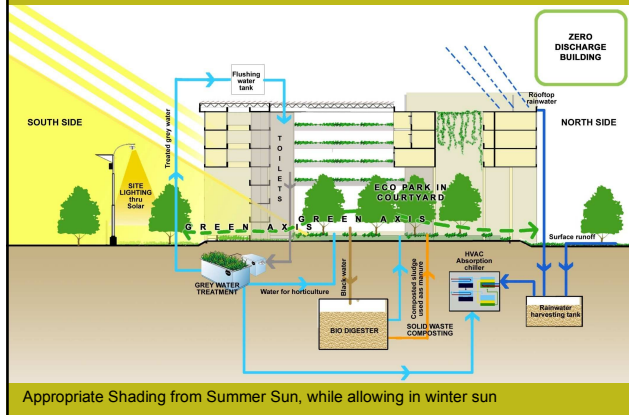 ZERO
DISCHARGE
BUILDING
Flushing
water
tank
Rooftop
rainwater
SOUTH SIDE
NORTH SIDE
Treated grey water
TOILETS
SITE
LIGHTING
thru
Solar
ECO PARK IN
COURTYARD
GREEN AXIS
GREEN AXIS
Surface runoff
HVAC
Absorption
chiller
GREY WATER
TREATMENT
Water for horticulture
Black water
Composted sludge
used aas manure
BIO DIGESTER
SOLID WASTE
COMPOSTING
Rainwater
harvesting tank
Appropriate Shading from Summer Sun, while allowing in winter sun